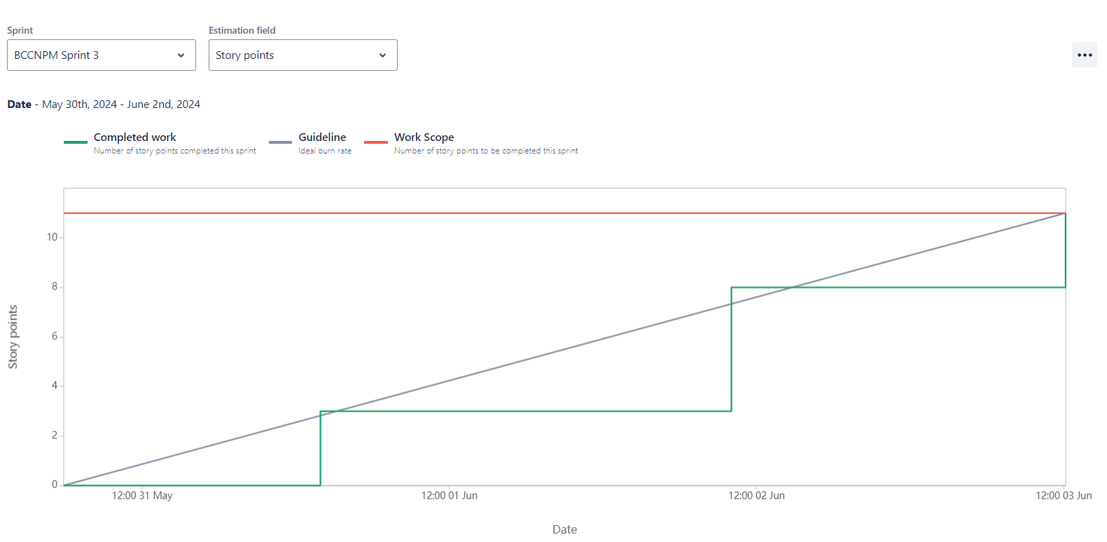 Sprint
Estimation field
BCCNPM Sprint 3
Story points
Date - May 30th, 2024 - June 2nd, 2024
Completed work
Number of story points completed this sprint
Guideline
Ideal burn rate
Work Scope
Number of story points to be completed this sprint
10
8
6
4
2
0
Story points
12:00 31 May
12:00 01 Jun
12:00 02 Jun
12:00 03 Jun
Date